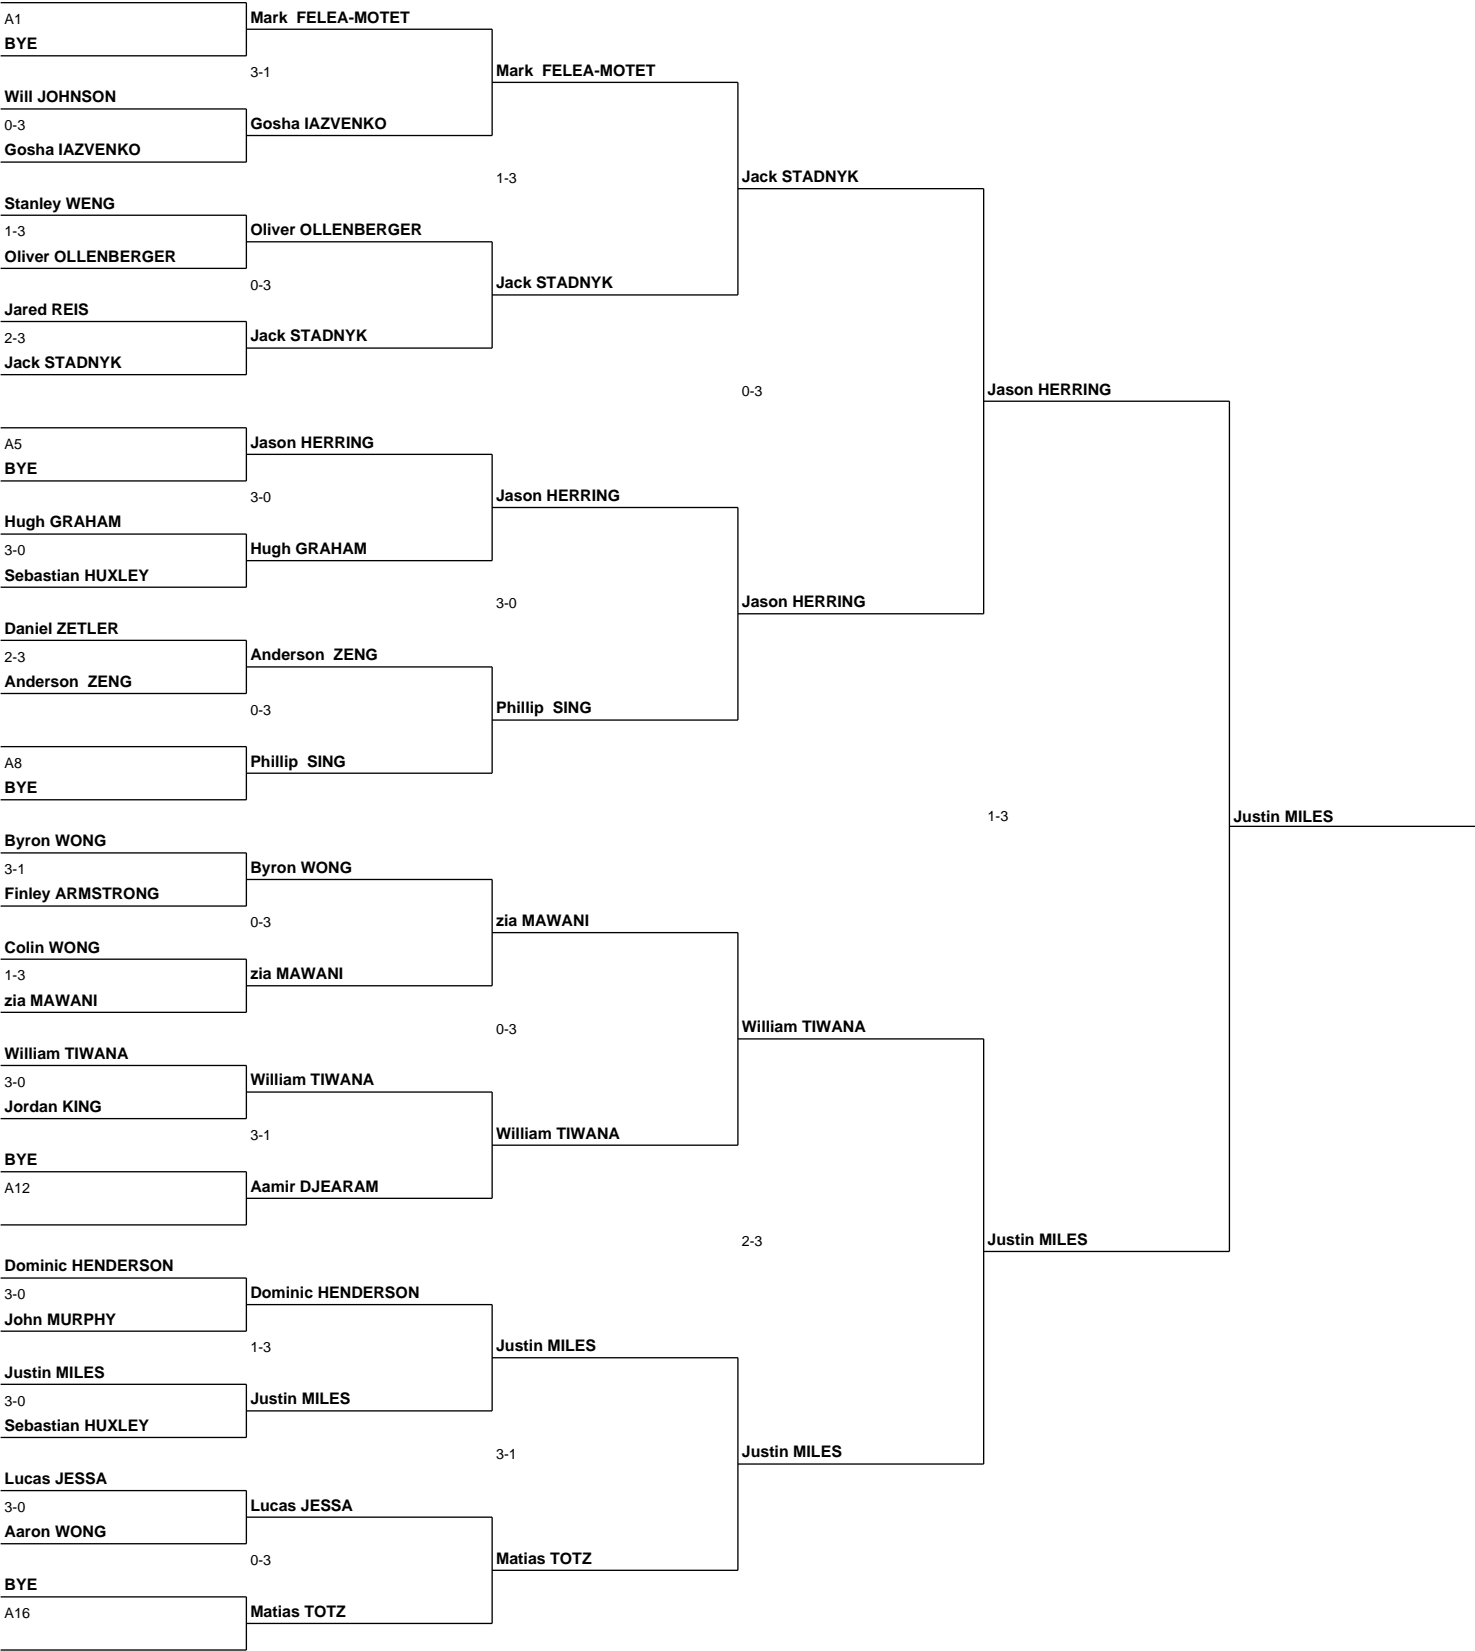 A1
BYE
Will JOHNSON
0-3
Gosha IAZVENKO
Stanley WENG
1-3
Oliver OLLENBERGER
Jared REIS
2-3
Jack STADNYK
A5
BYE
Hugh GRAHAM
3-0
Sebastian HUXLEY
Daniel ZETLER
2-3
Anderson ZENG
A8
BYE
Byron WONG
3-1
Finley ARMSTRONG
Colin WONG
1-3
zia MAWANI
William TIWANA
3-0
Jordan KING
BYE
A12
Dominic HENDERSON
3-0
John MURPHY
Justin MILES
3-0
Sebastian HUXLEY
Lucas JESSA
3-0
Aaron WONG
BYE
A16
Mark FELEA-MOTET
3-1
Gosha IAZVENKO
Oliver OLLENBERGER
0-3
Jack STADNYK
Jason HERRING
3-0
Hugh GRAHAM
Anderson ZENG
0-3
Phillip SING
Byron WONG
0-3
zia MAWANI
William TIWANA
3-1
Aamir DJEARAM
Dominic HENDERSON
1-3
Justin MILES
Lucas JESSA
0-3
Matias TOTZ
Mark FELEA-MOTET
1-3
Jack STADNYK
Jason HERRING
3-0
Phillip SING
zia MAWANI
0-3
William TIWANA
Justin MILES
3-1
Matias TOTZ
Jack STADNYK
0-3
Jason HERRING
William TIWANA
2-3
Justin MILES
Jason HERRING
1-3
Justin MILES
Justin MILES